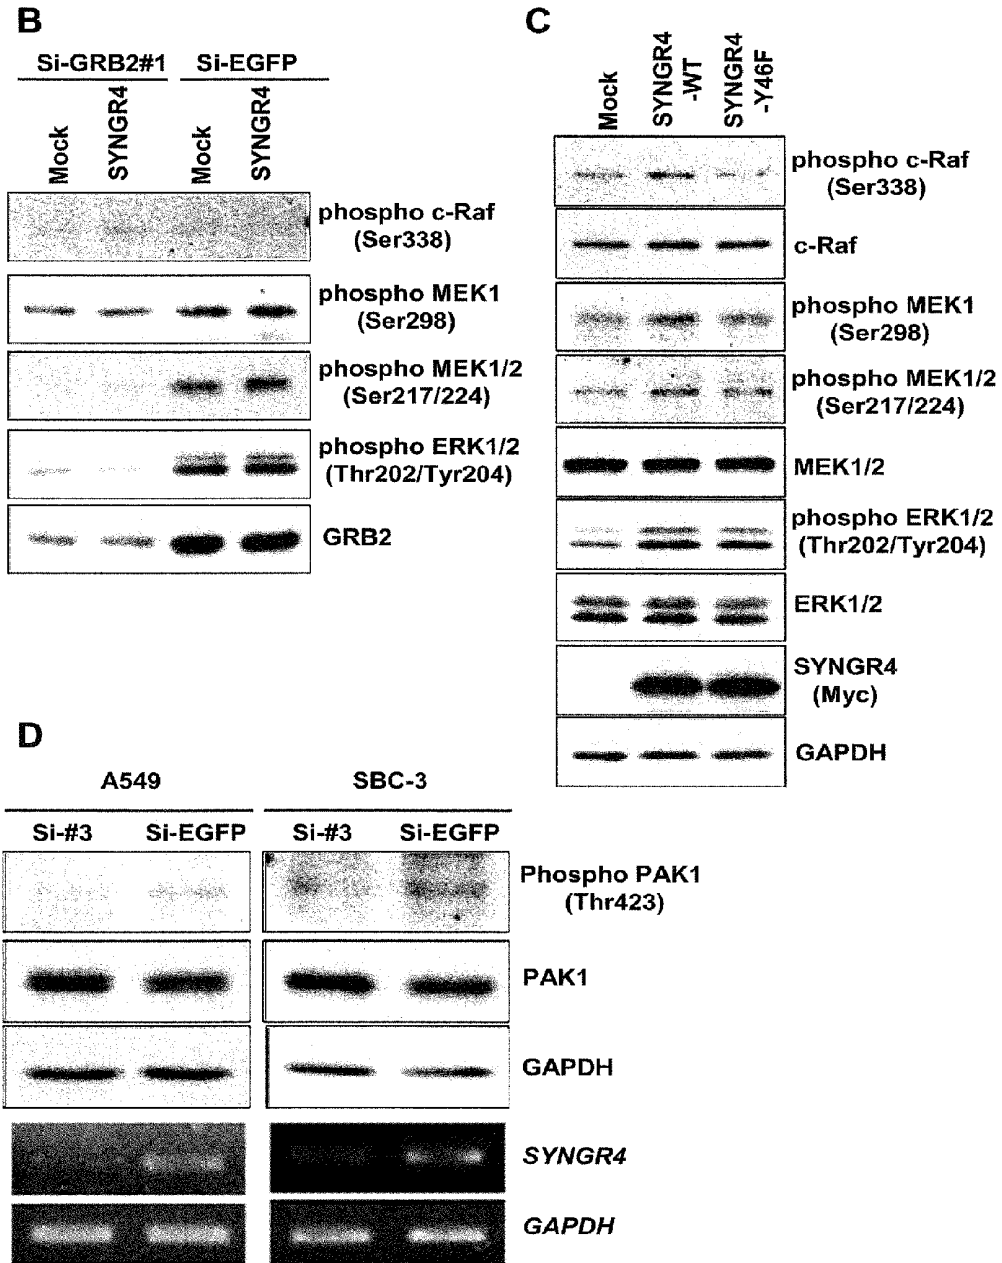 B
Si-GRB2#1 Si-EGFP
Mock
SYNGR4
Mock
SYNGR4
phospho c-Raf
(Ser338)
phospho MEK1
(Ser298)
phospho MEK1/2
(Ser217/224)
phospho ERK1/2
(Thr202/Tyr204)
GRB2
C
Mock
SYNGR4
-WT
SYNGR4
-Y46F
phospho c-Raf
(Ser338)
c-Raf
phospho MEK1
(Ser298)
phospho MEK1/2
(Ser217/224)
MEK1/2
phospho ERK1/2
(Thr202/Tyr204)
ERK1/2
SYNGR4
(Myc)
GAPDH
D
A549 SBC-3
Si-#3 Si-EGFP Si-#3 Si-EGFP
Phospho PAK1
(Thr423)
PAK1
GAPDH
SYNGR4
GAPDH